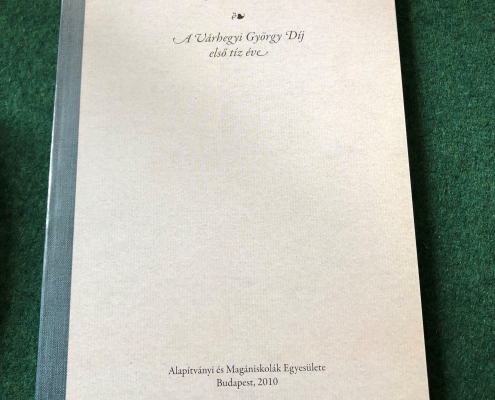 A Várhegyi György Díj
első tíz éve
Alapítványi és Magániskolák Egyesülete
Budapest, 2010